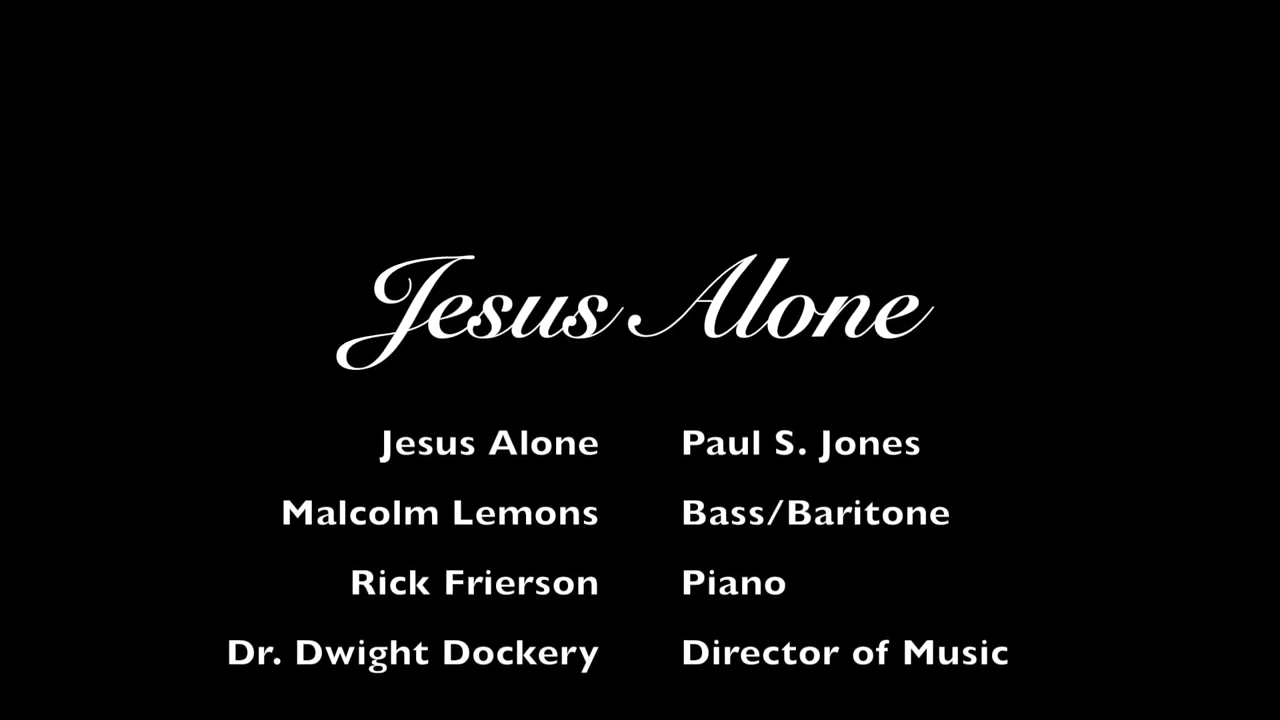 Jesus Alone
Jesus Alone Paul S. Jones
Malcolm Lemons Bass/Baritone
Rick Frierson Piano
Dr. Dwight Dockery Director of Music